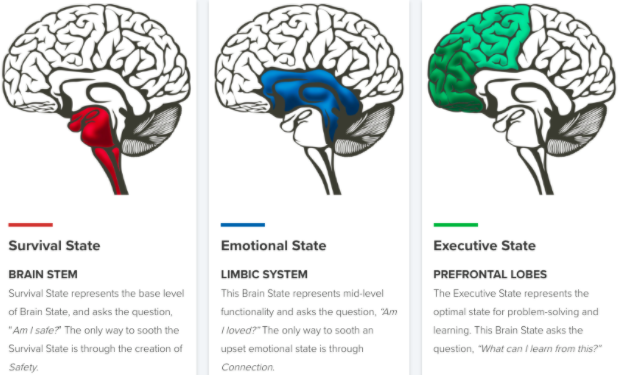 Survival State
BRAIN STEM
Survival State represents the base level
of Brain State, and asks the question,
"Am I safe?" The only way to sooth the
Survival State is through the creation of
Safety.
Emotional State
LIMBIC SYSTEM
This Brain State represents mid-level
functionality and asks the question, "Am
I loved?" The only way to sooth an
upset emotional state is through
Connection.
Executive State
PREFRONTAL LOBES
The Executive State represents the
optimal state for problem-solving and
learning. This Brain State asks the
question, "What can I learn from this?"